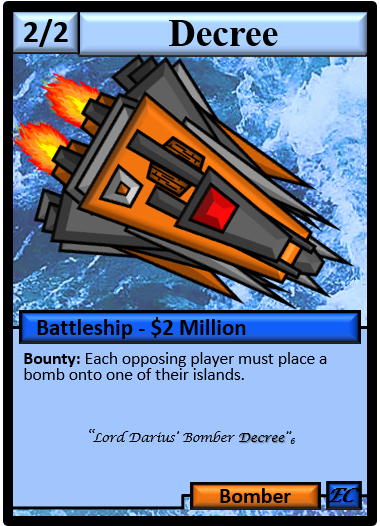 2/2 Decree
Battleship - $2 Million
Bounty: Each opposing player must place a
bomb onto one of their islands.
“Lord Darius' Bomber Decree”6
Bomber EC